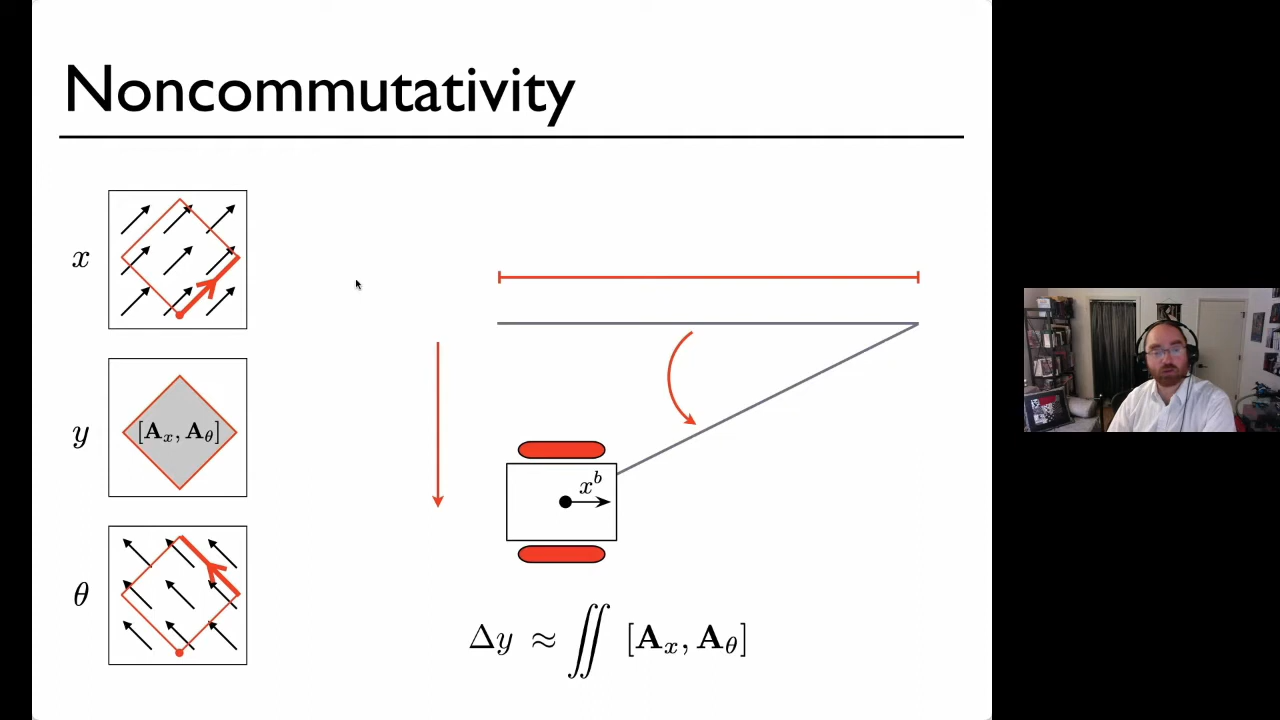 Noncommutativity
x
y
[A_x, A_θ]
θ
x^b
Δy ≈ ∬ [A_x, A_θ]